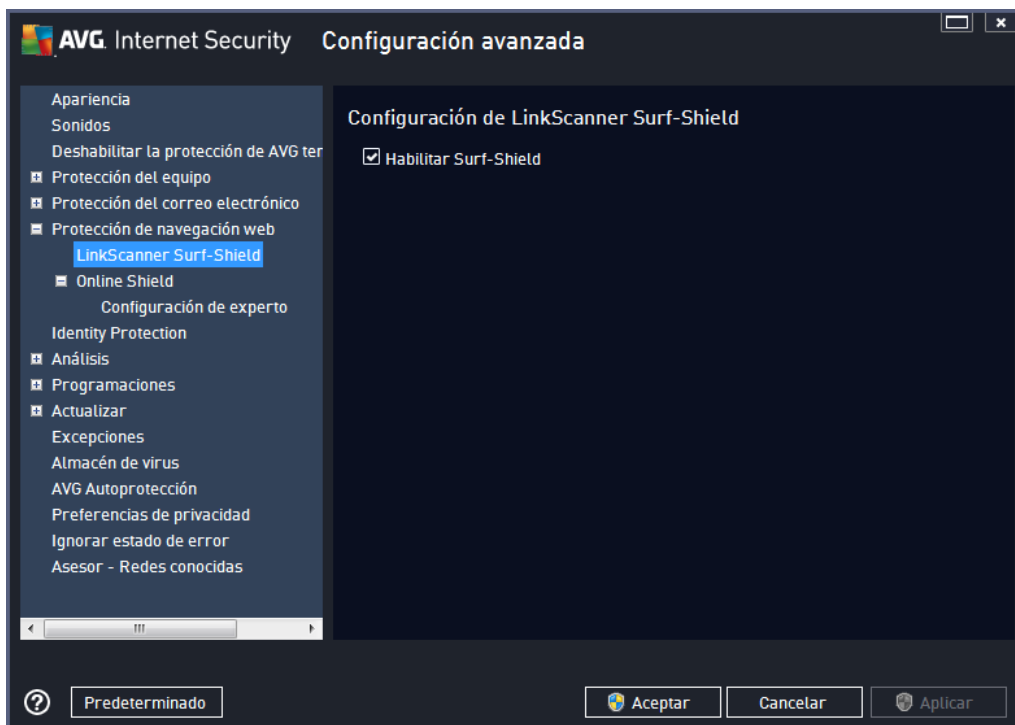 AVG. Internet Security Configuración avanzada
Apariencia
Sonidos
Deshabilitar la protección de AVG ter
Protección del equipo
Protección del correo electrónico
Protección de navegación web
LinkScanner Surf-Shield
Online Shield
Configuración de experto
Identity Protection
Análisis
Programaciones
Actualizar
Excepciones
Almacén de virus
AVG Autoprotección
Preferencias de privacidad
Ignorar estado de error
Asesor - Redes conocidas
Configuración de LinkScanner Surf-Shield
Habilitar Surf-Shield
? Predeterminado Aceptar Cancelar Aplicar